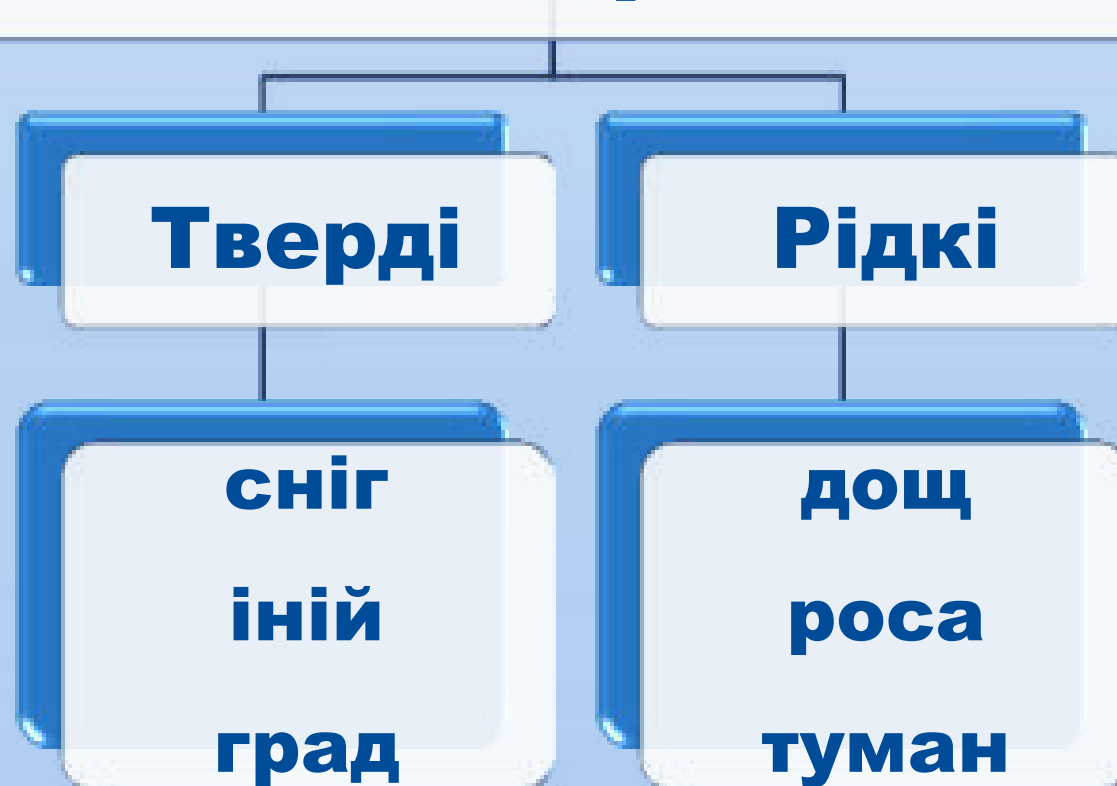 Тверді
Рідкі
сніг
іній
град
дощ
роса
туман